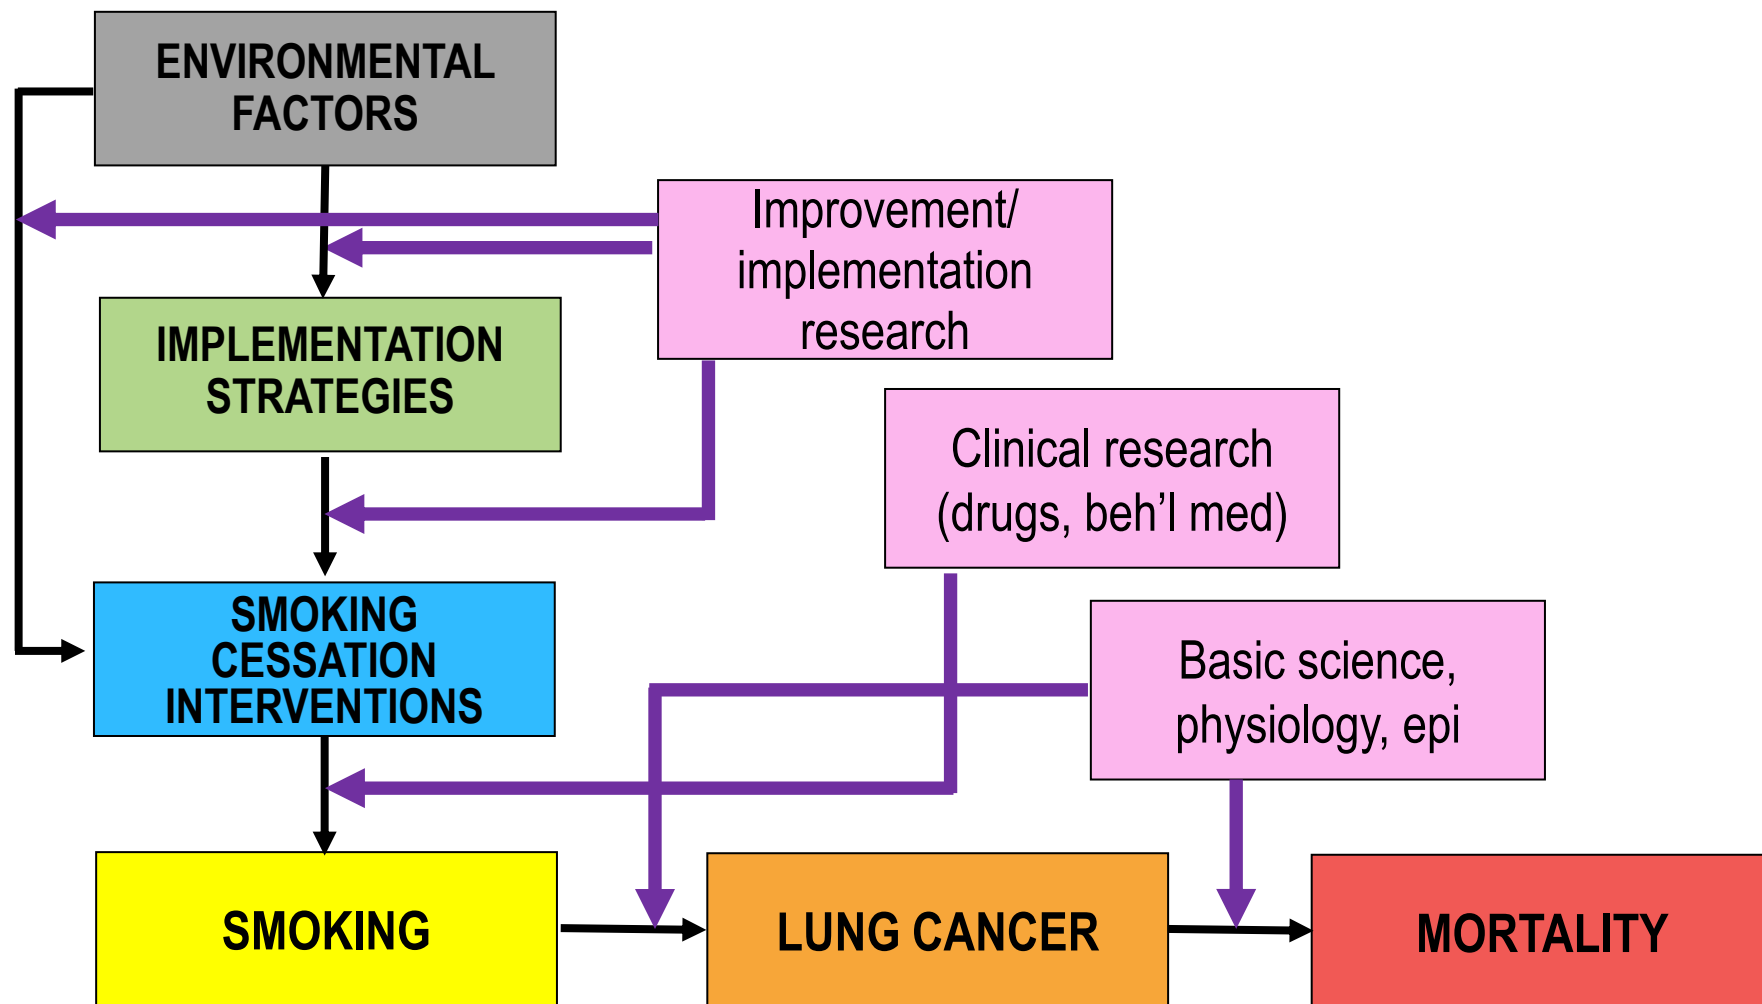 ENVIRONMENTAL
FACTORS
Improvement/
implementation
research
IMPLEMENTATION
STRATEGIES
Clinical research
(drugs, beh’l med)
SMOKING
CESSATION
INTERVENTIONS
Basic science,
physiology, epi
SMOKING
LUNG CANCER
MORTALITY